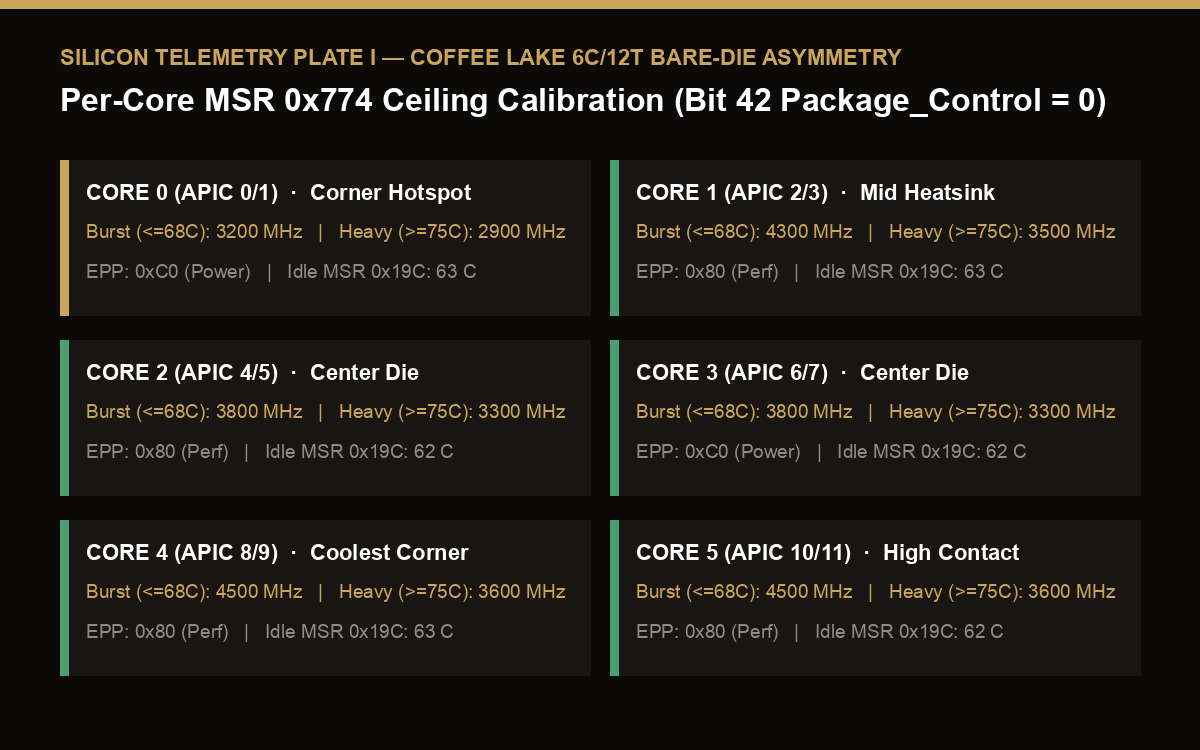 SILICON TELEMETRY PLATE I — COFFEE LAKE 6C/12T BARE-DIE ASYMMETRY
Per-Core MSR 0x774 Ceiling Calibration (Bit 42 Package_Control = 0)
CORE 0 (APIC 0/1) · Corner Hotspot
Burst (<=68C): 3200 MHz | Heavy (>=75C): 2900 MHz
EPP: 0xC0 (Power) | Idle MSR 0x19C: 63 C
CORE 1 (APIC 2/3) · Mid Heatsink
Burst (<=68C): 4300 MHz | Heavy (>=75C): 3500 MHz
EPP: 0x80 (Perf) | Idle MSR 0x19C: 63 C
CORE 2 (APIC 4/5) · Center Die
Burst (<=68C): 3800 MHz | Heavy (>=75C): 3300 MHz
EPP: 0x80 (Perf) | Idle MSR 0x19C: 62 C
CORE 3 (APIC 6/7) · Center Die
Burst (<=68C): 3800 MHz | Heavy (>=75C): 3300 MHz
EPP: 0xC0 (Power) | Idle MSR 0x19C: 62 C
CORE 4 (APIC 8/9) · Coolest Corner
Burst (<=68C): 4500 MHz | Heavy (>=75C): 3600 MHz
EPP: 0x80 (Perf) | Idle MSR 0x19C: 63 C
CORE 5 (APIC 10/11) · High Contact
Burst (<=68C): 4500 MHz | Heavy (>=75C): 3600 MHz
EPP: 0x80 (Perf) | Idle MSR 0x19C: 62 C